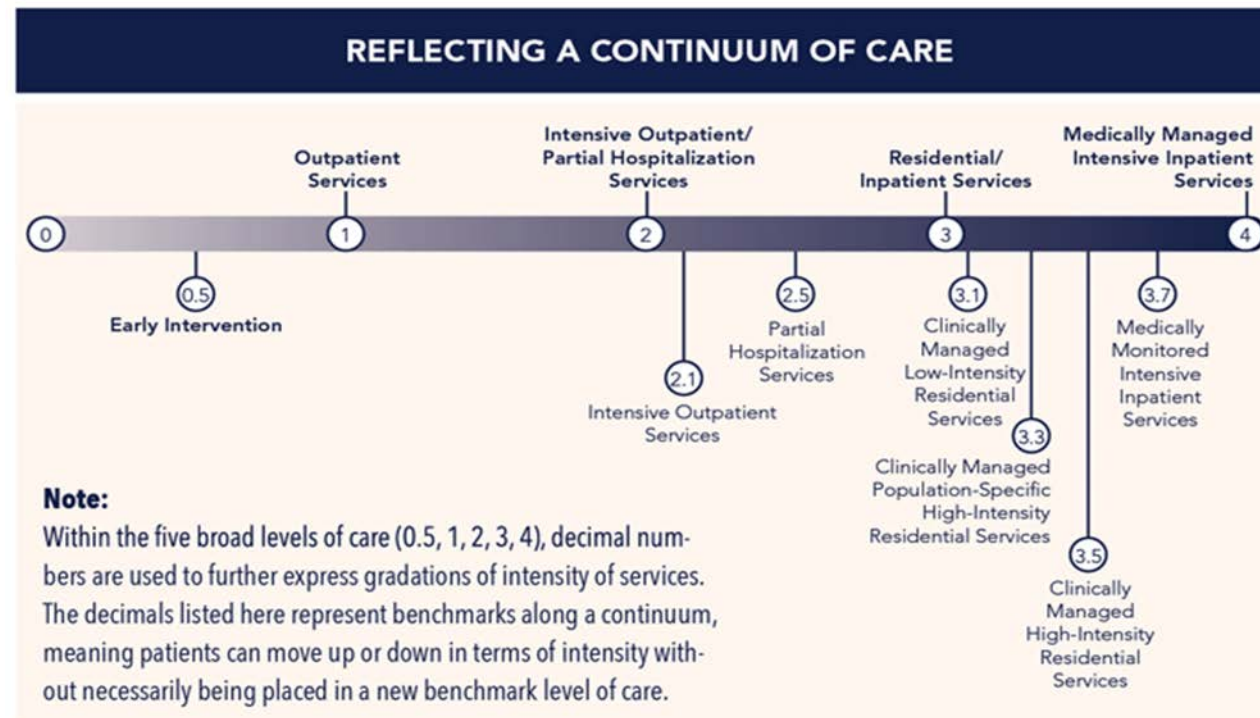 REFLECTING A CONTINUUM OF CARE
Outpatient
Services
Intensive Outpatient/
Partial Hospitalization
Services
Residential/
Inpatient Services
Medically Managed
Intensive Inpatient
Services
0
1
2
3
4
0.5
Early Intervention
2.1
Intensive Outpatient
Services
2.5
Partial
Hospitalization
Services
3.1
Clinically
Managed
Low-Intensity
Residential
Services
3.3
Clinically Managed
Population-Specific
High-Intensity
Residential Services
3.5
Clinically
Managed
High-Intensity
Residential
Services
3.7
Medically
Monitored
Intensive
Inpatient
Services
Note:
Within the five broad levels of care (0.5, 1, 2, 3, 4), decimal num-
bers are used to further express gradations of intensity of services.
The decimals listed here represent benchmarks along a continuum,
meaning patients can move up or down in terms of intensity with-
out necessarily being placed in a new benchmark level of care.